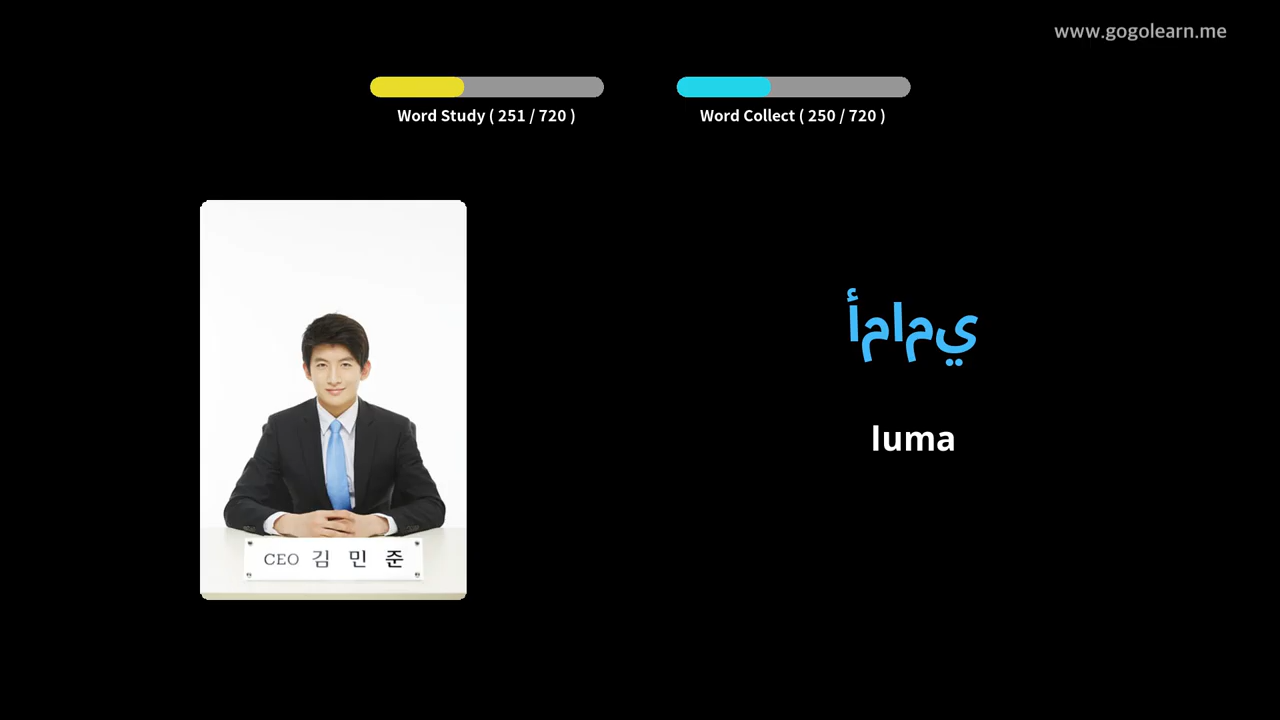 www.gogolearn.me
Word Study ( 251 / 720 )
Word Collect ( 250 / 720 )
أمامي
luma
CEO 김 민 준